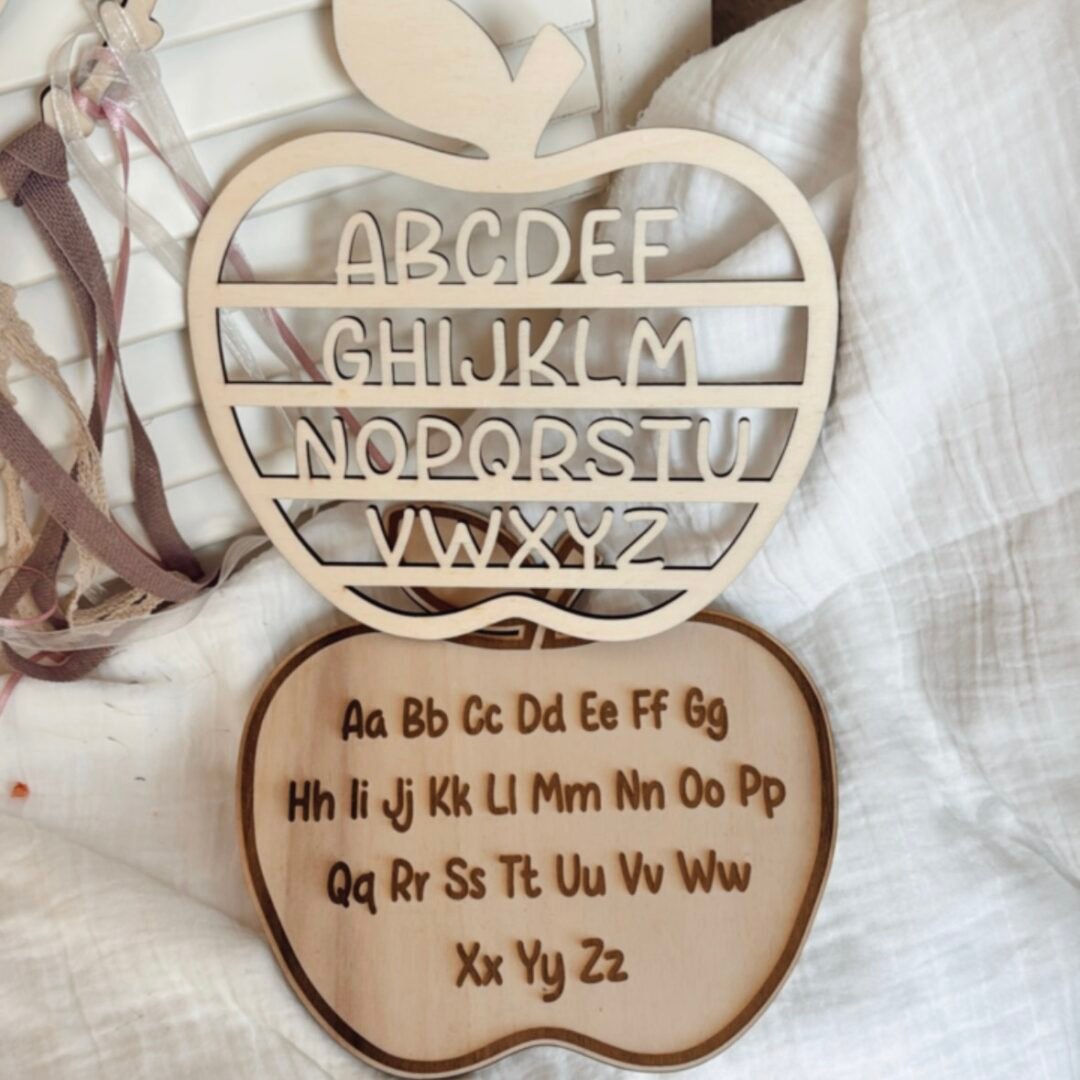 ABCDEF
GHIJKLM
NOPQRSTU
VWXYZ
Aa Bb Cc Dd Ee Ff Gg
Hh Ii Jj Kk Ll Mm Nn Oo Pp
Qq Rr Ss Tt Uu Vv Ww
Xx Yy Zz